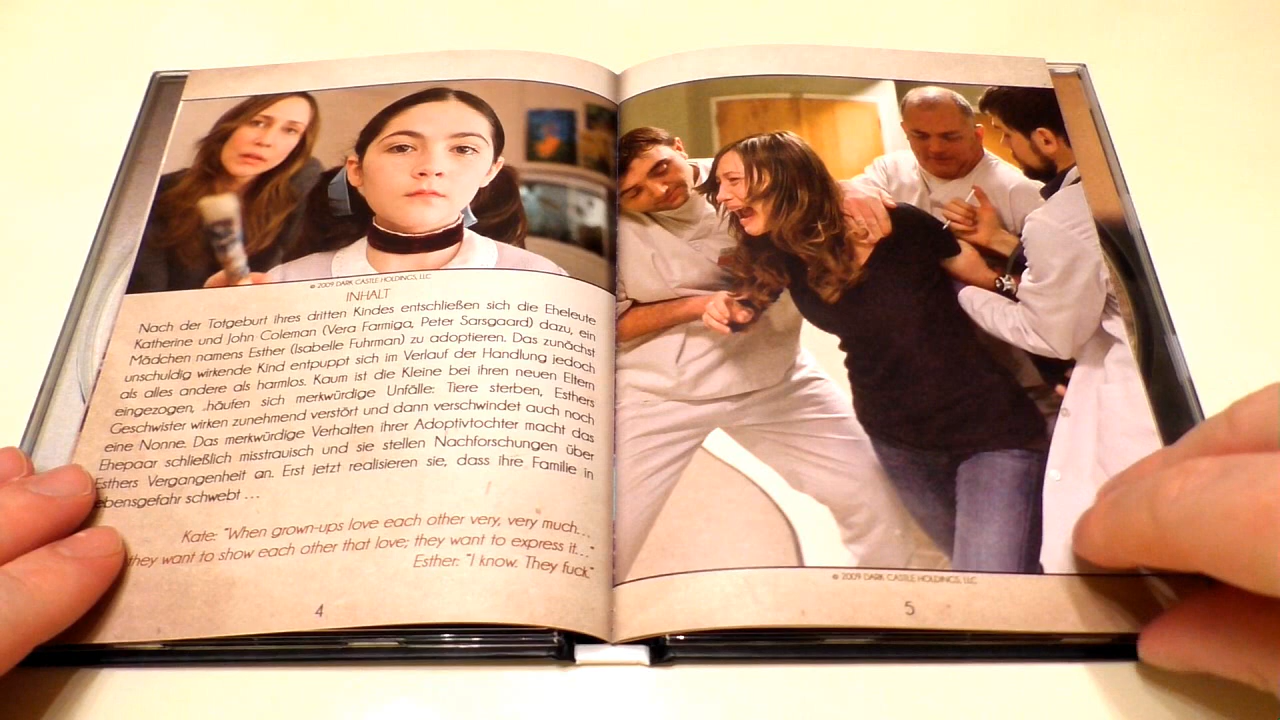 © 2009 DARK CASTLE HOLDINGS, LLC
INHALT
Nach der Totgeburt ihres dritten Kindes entschließen sich die Eheleute
Katherine und John Coleman (Vera Farmiga, Peter Sarsgaard) dazu, ein
Mädchen namens Esther (Isabelle Fuhrman) zu adoptieren. Das zunächst
unschuldig wirkende Kind entpuppt sich im Verlauf der Handlung jedoch
als alles andere als harmlos. Kaum ist die Kleine bei ihren neuen Eltern
eingezogen, häufen sich merkwürdige Unfälle: Tiere sterben, Esthers
Geschwister wirken zunehmend verstört und dann verschwindet auch noch
eine Nonne. Das merkwürdige Verhalten ihrer Adoptivtochter macht das
Ehepaar schließlich misstrauisch und sie stellen Nachforschungen über
Esthers Vergangenheit an. Erst jetzt realisieren sie, dass ihre Familie in
ebensgefahr schwebt ...
Kate: "When grown-ups love each other very, very much...
they want to show each other that love; they want to express it..."
Esther: "I know. They fuck"
4
© 2009 DARK CASTLE HOLDINGS, LLC
5